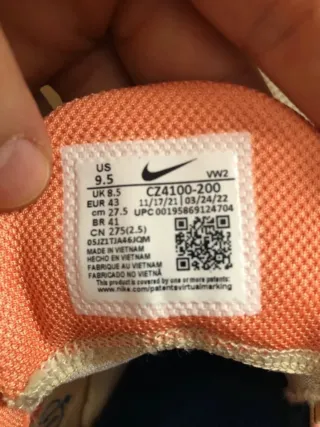 US
9.5
VW2
UK 8.5
CZ4100-200
EUR 43
11/17/21 | 03/24/22
cm 27.5
UPC 00195869124704
BR 41
CN 275(2.5)
0SJZ1TJA46JQM
MADE IN VIETNAM
HECHO EN VIETNAM
FABRIQUE AU VIETNAM
FABRICADO NO VIETNÃ
This product is covered by one or more patents:
www.nike.com/patentsvirtualmarking